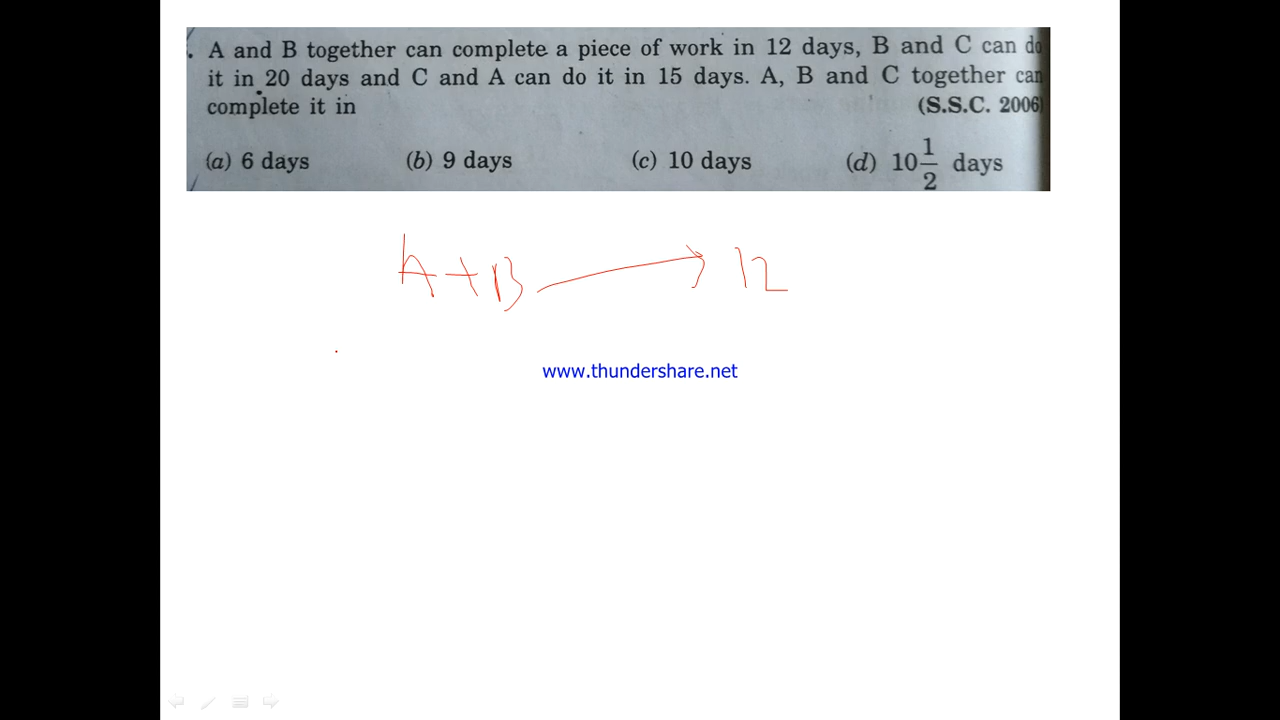 . A and B together can complete a piece of work in 12 days, B and C can do
it in 20 days and C and A can do it in 15 days. A, B and C together can
complete it in (S.S.C. 2006)
(a) 6 days (b) 9 days (c) 10 days (d) 10 1/2 days
A+B → 12
www.thundershare.net